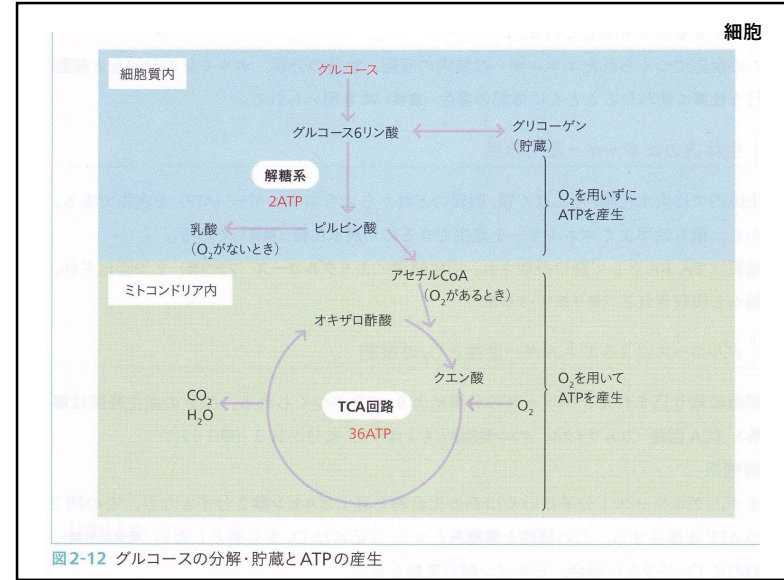 細胞
細胞質内
グルコース
グルコース6リン酸
グリコーゲン
(貯蔵)
解糖系
2ATP
O₂を用いずに
ATPを産生
乳酸
(O₂がないとき)
ピルビン酸
アセチルCoA
(O₂があるとき)
ミトコンドリア内
オキザロ酢酸
クエン酸
O₂を用いて
ATPを産生
CO₂
H₂O
TCA回路
36ATP
O₂
図2-12 グルコースの分解・貯蔵とATPの産生